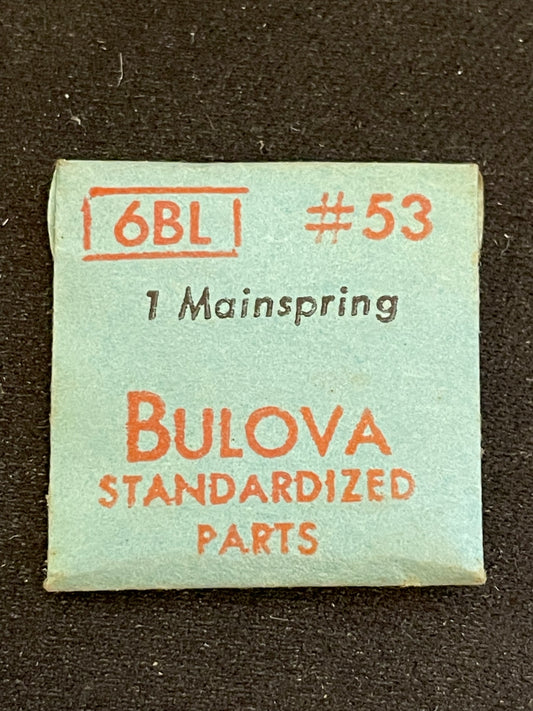 6BL #53
1 Mainspring
BULOVA
STANDARDIZED
PARTS